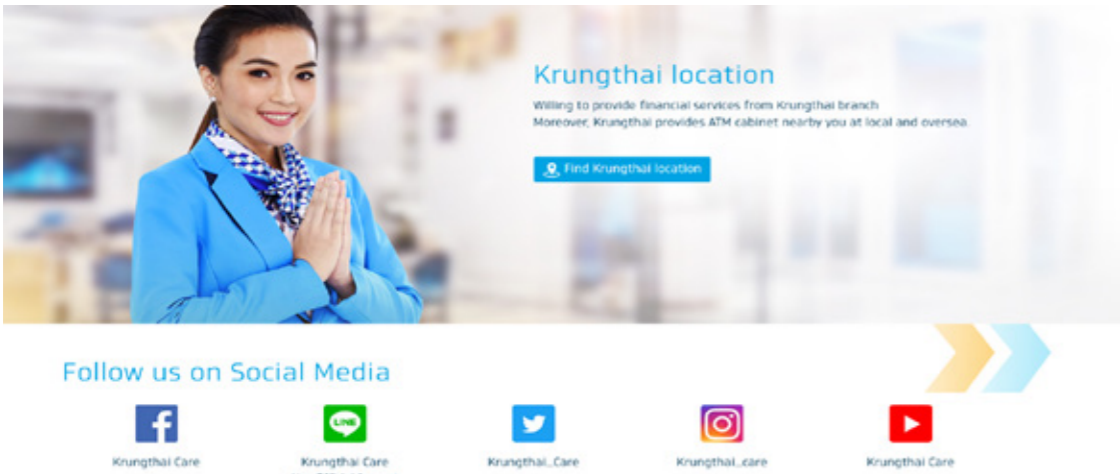 Krungthai location
Willing to provide financial services from Krungthai branch
Moreover, Krungthai provides ATM cabinet nearby you at local and oversea.
Find Krungthai location
Follow us on Social Media
LINE
Krungthai Care
Krungthai Care
Krungthai_Care
Krungthai_care
Krungthai Care